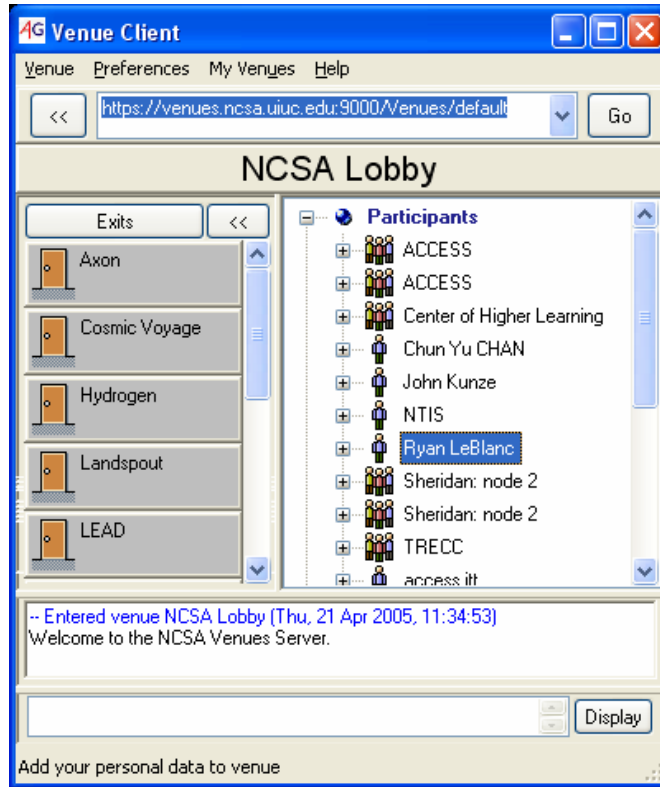 AG Venue Client
Venue Preferences My Venues Help
<< https://venues.ncsa.uiuc.edu:9000/Venues/default Go
NCSA Lobby
Exits <<
Axon
Cosmic Voyage
Hydrogen
Landspout
LEAD
Participants
ACCESS
ACCESS
Center of Higher Learning
Chun Yu CHAN
John Kunze
NTIS
Ryan LeBlanc
Sheridan: node 2
Sheridan: node 2
TRECC
access itt
-- Entered venue NCSA Lobby (Thu, 21 Apr 2005, 11:34:53)
Welcome to the NCSA Venues Server.
Display
Add your personal data to venue